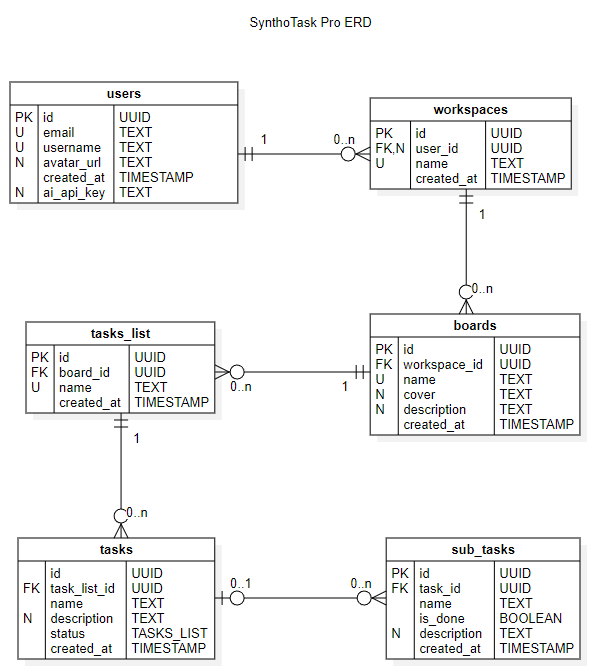 SynthoTask Pro ERD
users
PK id UUID
U email TEXT
U username TEXT
N avatar_url TEXT
created_at TIMESTAMP
N ai_api_key TEXT
1
0..n
workspaces
PK id UUID
FK,N user_id UUID
U name TEXT
created_at TIMESTAMP
1
0..n
tasks_list
PK id UUID
FK board_id UUID
U name TEXT
created_at TIMESTAMP
0..n
1
boards
PK id UUID
FK workspace_id UUID
U name TEXT
N cover TEXT
N description TEXT
created_at TIMESTAMP
1
0..n
tasks
id UUID
FK task_list_id UUID
name TEXT
N description TEXT
status TASKS_LIST
created_at TIMESTAMP
0..1
0..n
sub_tasks
PK id UUID
FK task_id UUID
name TEXT
is_done BOOLEAN
N description TEXT
created_at TIMESTAMP